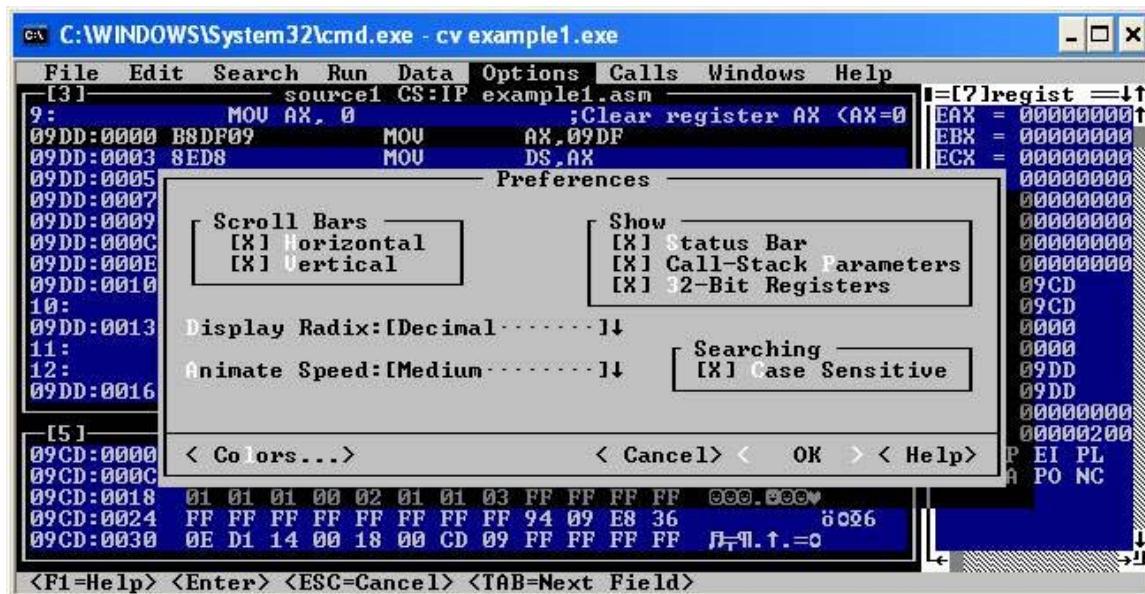 C:\WINDOWS\System32\cmd.exe - cv example1.exe
File Edit Search Run Data Options Calls Windows Help
[3] source1 CS:IP example1.asm
[7]regist
9: MOV AX, 0 ;Clear register AX (AX=0
EAX = 00000000
09DD:0000 B8DF09 MOV AX,09DF
EBX = 00000000
09DD:0003 8ED8 MOV DS,AX
ECX = 00000000
09DD:0005
Preferences
00000000
09DD:0007
00000000
09DD:0009
Scroll Bars
Show
00000000
09DD:000C
[X] Horizontal
[X] Status Bar
00000000
09DD:000E
[X] Vertical
[X] Call-Stack Parameters
00000000
09DD:0010
[X] 32-Bit Registers
09CD
10:
09CD
09DD:0013
Display Radix:[Decimal·······]↓
0000
11:
Searching
0000
12:
Animate Speed:[Medium········]↓
[X] Case Sensitive
09DD
09DD:0016
09DD
00000000
[5]
00000200
09CD:0000
< Colors...>
< Cancel> < OK > < Help>
P EI PL
09CD:000C
A PO NC
09CD:0018 01 01 01 00 02 01 01 03 FF FF FF FF
09CD:0024 FF FF FF FF FF FF FF FF 94 09 E8 36
09CD:0030 0E D1 14 00 18 00 CD 09 FF FF FF FF
<F1=Help> <Enter> <ESC=Cancel> <TAB=Next Field>